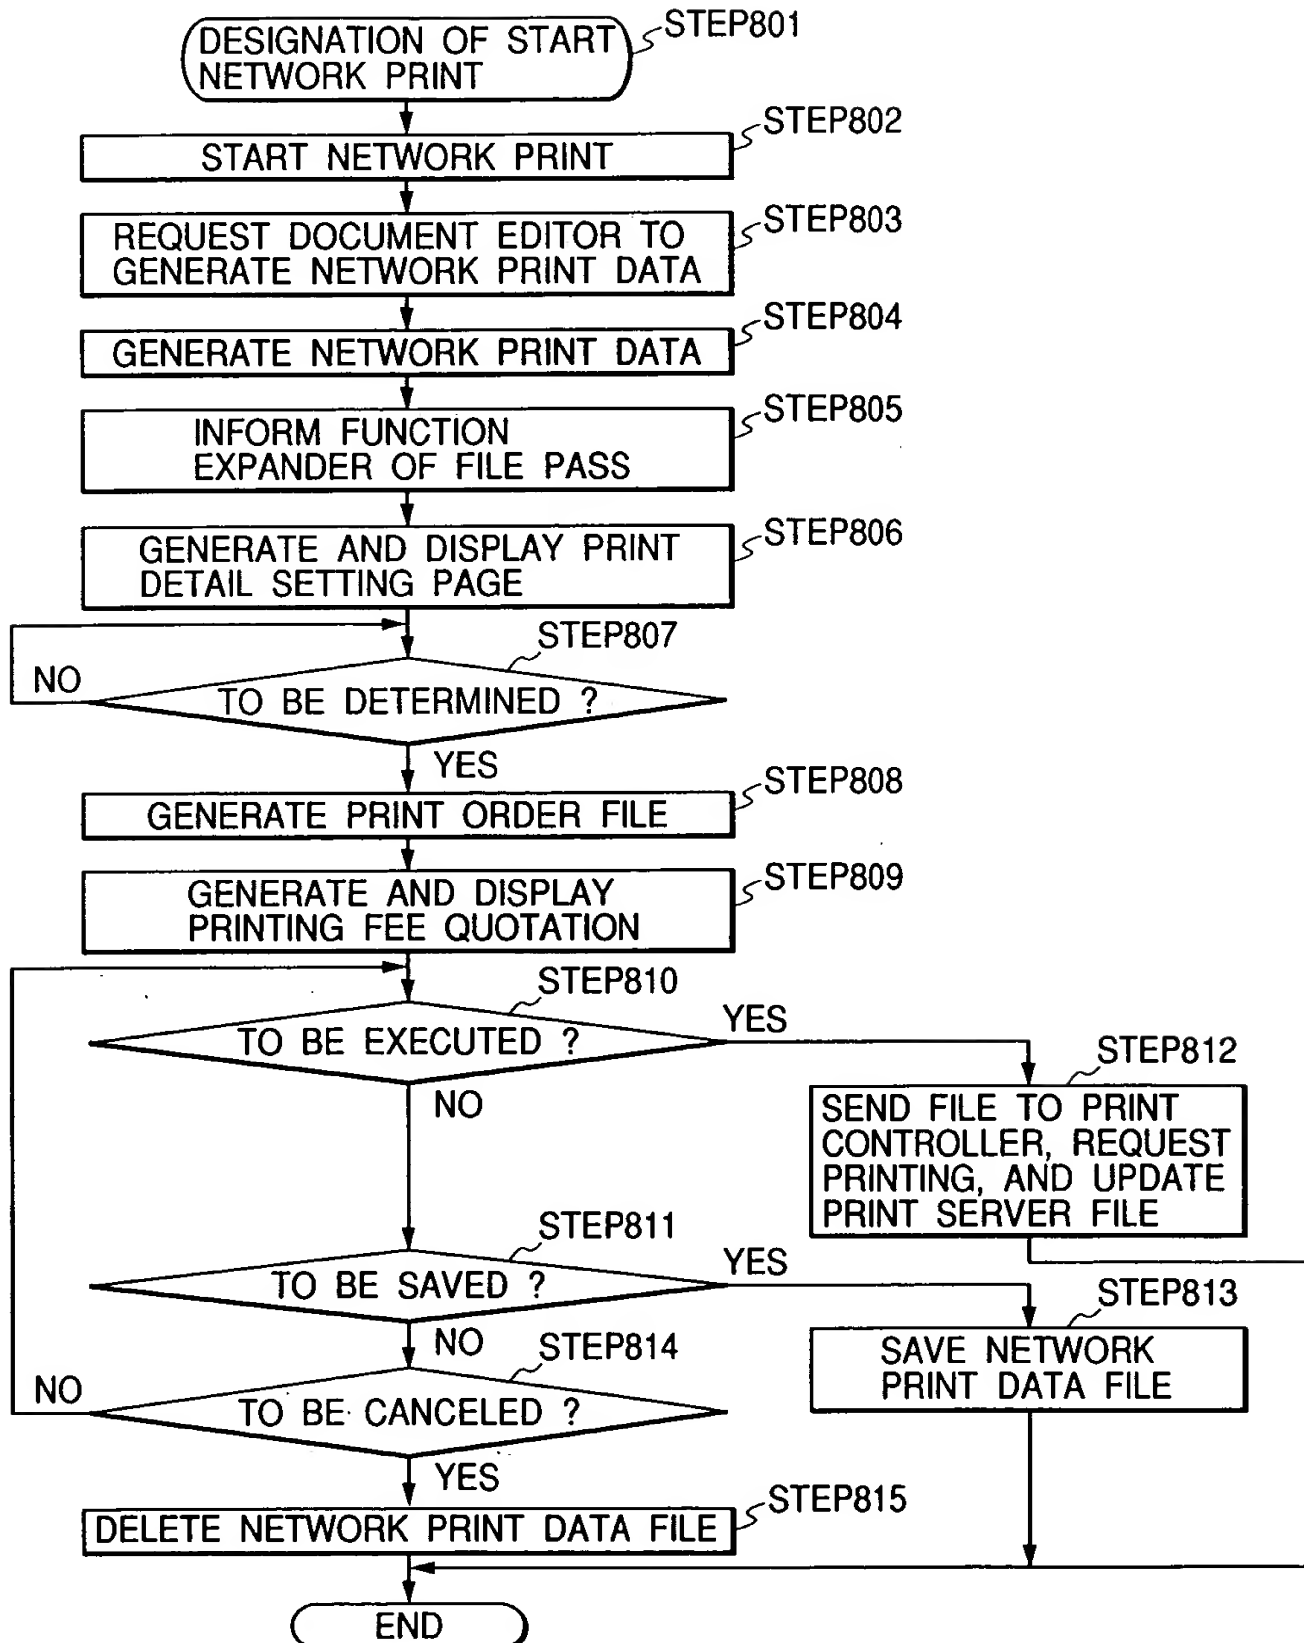 DESIGNATION OF START
NETWORK PRINT
STEP801
STEP802
START NETWORK PRINT
STEP803
REQUEST DOCUMENT EDITOR TO
GENERATE NETWORK PRINT DATA
STEP804
GENERATE NETWORK PRINT DATA
STEP805
INFORM FUNCTION
EXPANDER OF FILE PASS
STEP806
GENERATE AND DISPLAY PRINT
DETAIL SETTING PAGE
STEP807
NO
TO BE DETERMINED ?
YES
STEP808
GENERATE PRINT ORDER FILE
STEP809
GENERATE AND DISPLAY
PRINTING FEE QUOTATION
STEP810
TO BE EXECUTED ?
YES
NO
STEP812
SEND FILE TO PRINT
CONTROLLER, REQUEST
PRINTING, AND UPDATE
PRINT SERVER FILE
STEP811
TO BE SAVED ?
YES
NO
STEP813
SAVE NETWORK
PRINT DATA FILE
STEP814
NO
TO BE CANCELED ?
YES
STEP815
DELETE NETWORK PRINT DATA FILE
END